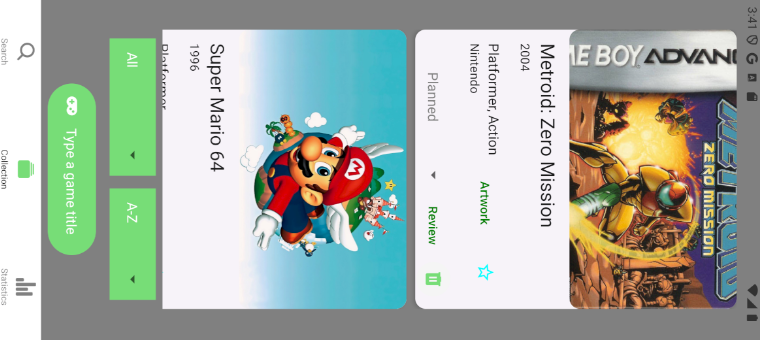 3:41
GAME BOY ADVANCE
METROID
ZERO MISSION
Metroid: Zero Mission
2004
Platformer, Action
Nintendo
Artwork
Planned
Review
M
Super Mario 64
1996
Platformer
All
A-Z
Type a game title
Search
Collection
Statistics